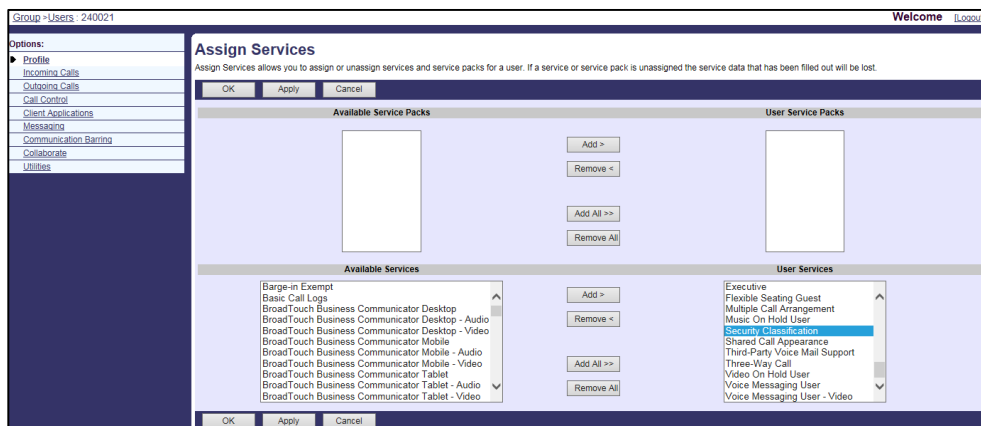 Group >Users : 240021
Welcome [Logout
Options:
Profile
Incoming Calls
Outgoing Calls
Call Control
Client Applications
Messaging
Communication Barring
Collaborate
Utilities
Assign Services
Assign Services allows you to assign or unassign services and service packs for a user. If a service or service pack is unassigned the service data that has been filled out will be lost.
OK Apply Cancel
Available Service Packs User Service Packs
Add >
Remove <
Add All >>
Remove All
Available Services User Services
Barge-in Exempt
Basic Call Logs
BroadTouch Business Communicator Desktop
BroadTouch Business Communicator Desktop - Audio
BroadTouch Business Communicator Desktop - Video
BroadTouch Business Communicator Mobile
BroadTouch Business Communicator Mobile - Audio
BroadTouch Business Communicator Mobile - Video
BroadTouch Business Communicator Tablet
BroadTouch Business Communicator Tablet - Audio
BroadTouch Business Communicator Tablet - Video
Add >
Remove <
Add All >>
Remove All
Executive
Flexible Seating Guest
Multiple Call Arrangement
Music On Hold User
Security Classification
Shared Call Appearance
Third-Party Voice Mail Support
Three-Way Call
Video On Hold User
Voice Messaging User
Voice Messaging User - Video
OK Apply Cancel